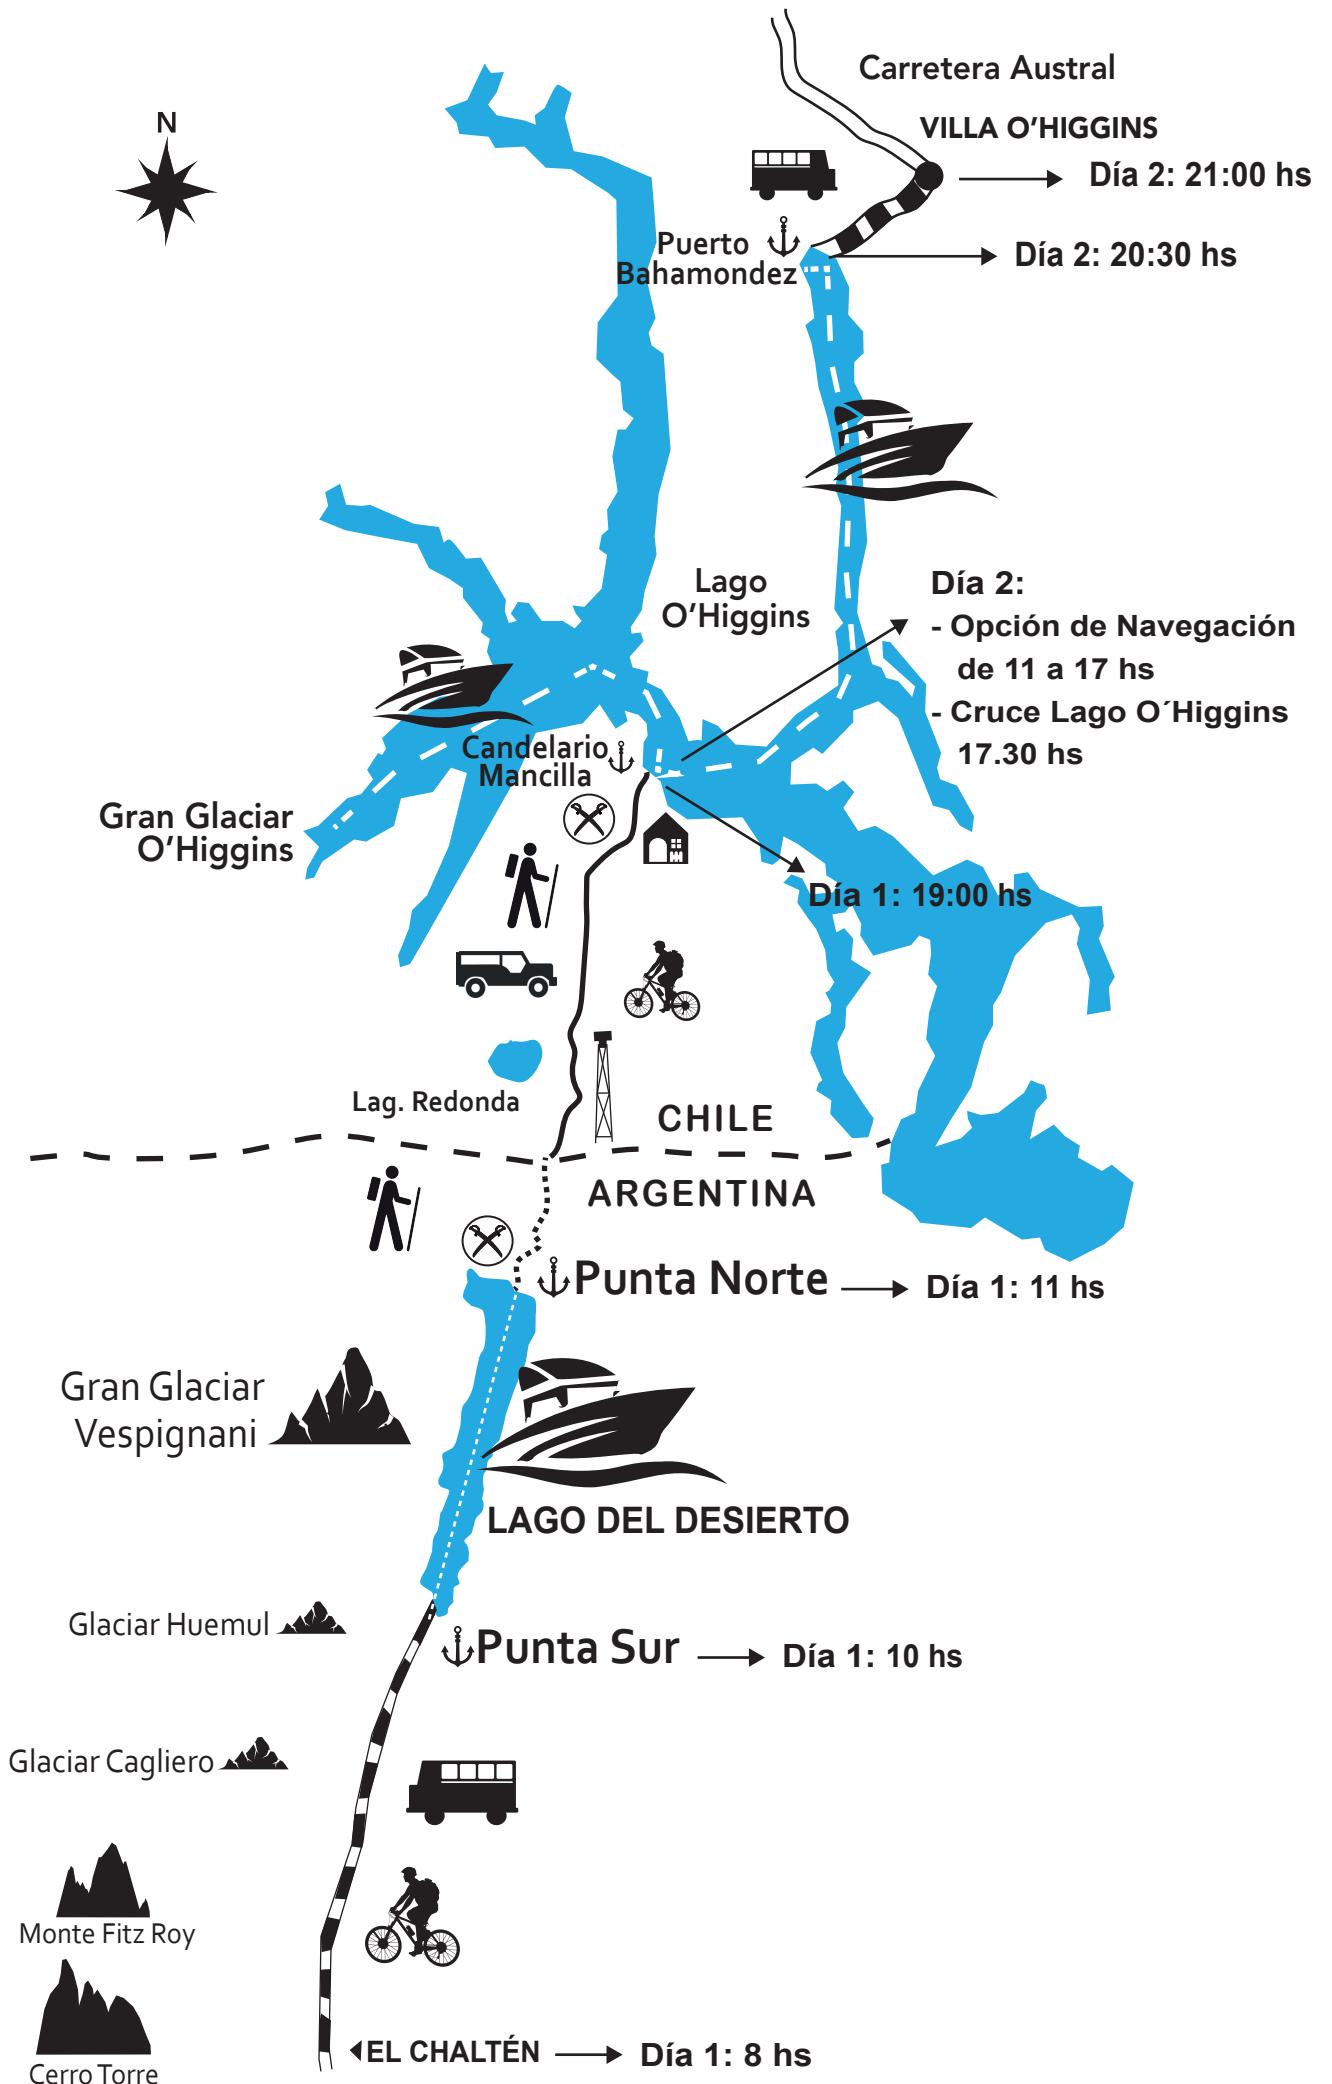 Carretera Austral
N
VILLA O'HIGGINS
Día 2: 21:00 hs
Puerto
Bahamondez
Día 2: 20:30 hs
Lago
O'Higgins
Día 2:
- Opción de Navegación
de 11 a 17 hs
- Cruce Lago O´Higgins
17.30 hs
Candelario
Mancilla
Gran Glaciar
O'Higgins
Día 1: 19:00 hs
Lag. Redonda
CHILE
ARGENTINA
Punta Norte
Día 1: 11 hs
Gran Glaciar
Vespignani
LAGO DEL DESIERTO
Glaciar Huemul
Punta Sur
Día 1: 10 hs
Glaciar Cagliero
Monte Fitz Roy
EL CHALTÉN
Día 1: 8 hs
Cerro Torre